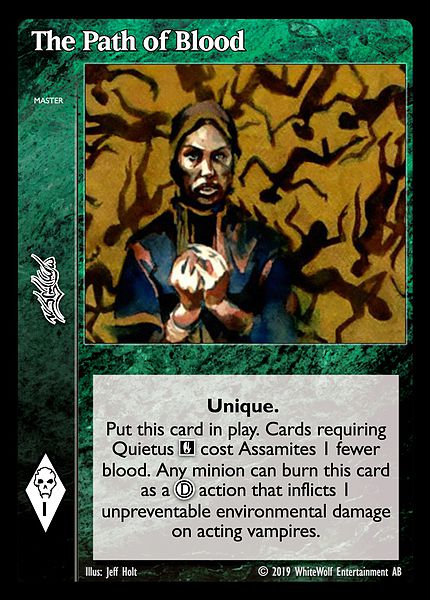 The Path of Blood
MASTER
Unique.
Put this card in play. Cards requiring
Quietus cost Assamites 1 fewer
blood. Any minion can burn this card
as a D action that inflicts 1
unpreventable environmental damage
on acting vampires.
1
Illus: Jeff Holt
© 2019 WhiteWolf Entertainment AB